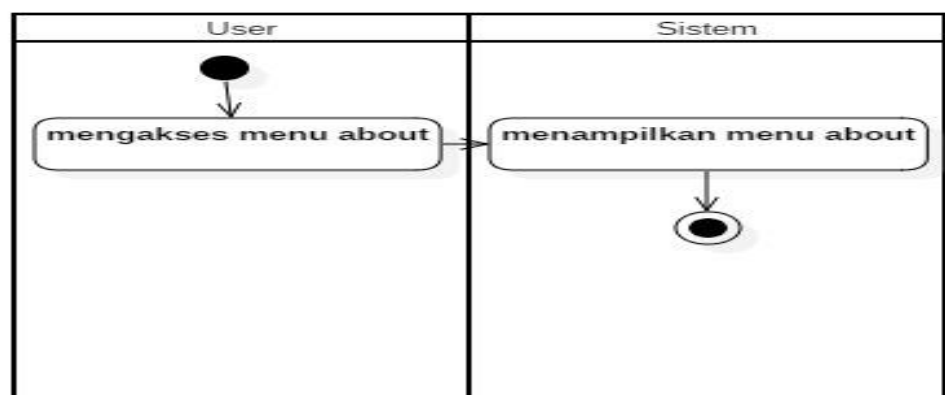 User
Sistem
mengakses menu about
menampilkan menu about